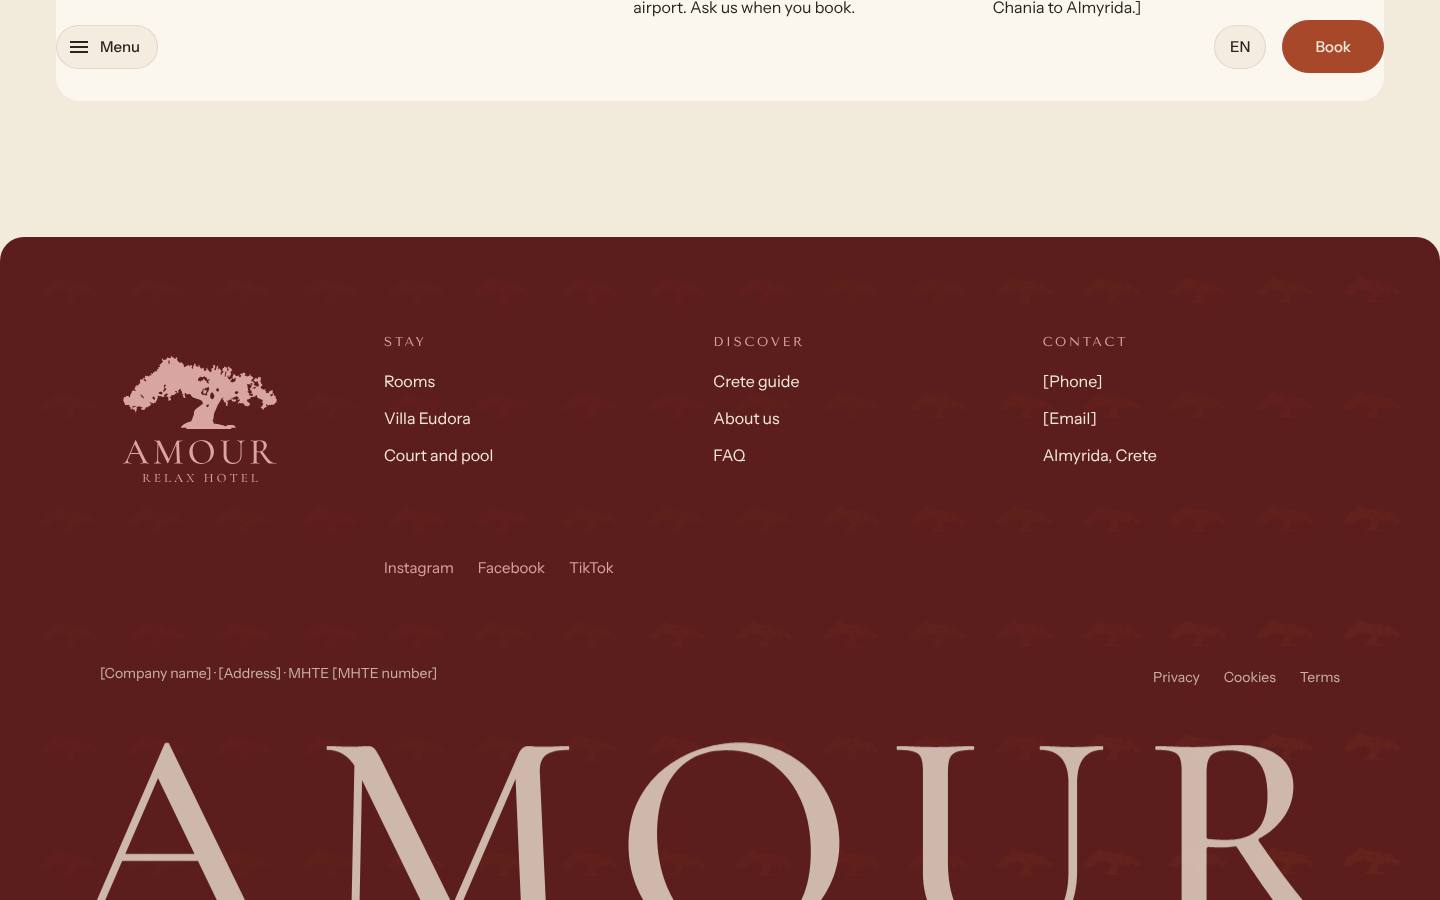 airport. Ask us when you book.
Chania to Almyrida.]
Menu
EN
Book
STAY
DISCOVER
CONTACT
Rooms
Crete guide
[Phone]
Villa Eudora
About us
[Email]
Court and pool
FAQ
Almyrida, Crete
AMOUR
RELAX HOTEL
Instagram
Facebook
TikTok
[Company name] · [Address] · MHTE [MHTE number]
Privacy
Cookies
Terms
AMOUR